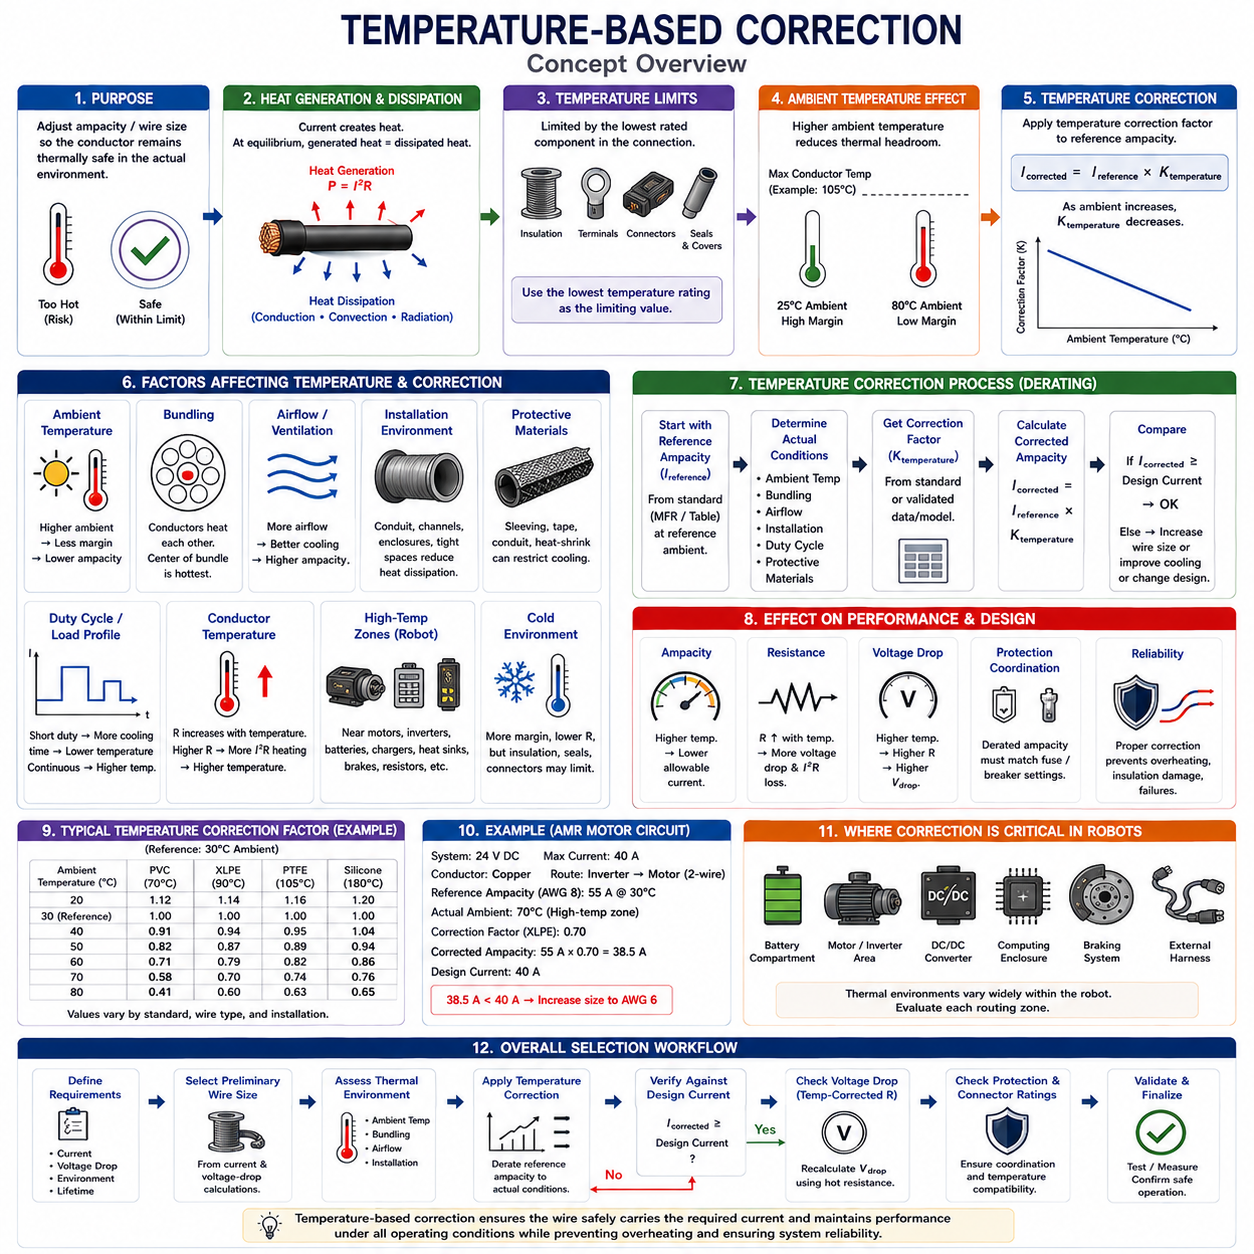 TEMPERATURE-BASED CORRECTION
Concept Overview
1. PURPOSE
Adjust ampacity / wire size
so the conductor remains
thermally safe in the actual
environment.
Too Hot
(Risk)
Safe
(Within Limit)
2. HEAT GENERATION & DISSIPATION
Current creates heat.
At equilibrium, generated heat = dissipated heat.
Heat Generation
P = I²R
Heat Dissipation
(Conduction • Convection • Radiation)
3. TEMPERATURE LIMITS
Limited by the lowest rated
component in the connection.
Insulation
Terminals
Connectors
Seals
& Covers
Use the lowest temperature rating
as the limiting value.
4. AMBIENT TEMPERATURE EFFECT
Higher ambient temperature
reduces thermal headroom.
Max Conductor Temp
(Example: 105°C)
25°C Ambient
High Margin
80°C Ambient
Low Margin
5. TEMPERATURE CORRECTION
Apply temperature correction factor
to reference ampacity.
I corrected = I reference × K temperature
As ambient increases,
K temperature decreases.
Correction Factor (K)
Ambient Temperature (°C)
6. FACTORS AFFECTING TEMPERATURE & CORRECTION
Ambient
Temperature
Higher ambient
→ Less margin
→ Lower ampacity
Bundling
Conductors heat
each other.
Center of bundle
is hottest.
Airflow /
Ventilation
More airflow
→ Better cooling
→ Higher ampacity.
Installation
Environment
Conduit, channels,
enclosures, tight
spaces reduce
heat dissipation.
Protective
Materials
Sleeving, tape,
conduit, heat-shrink
can restrict cooling.
Duty Cycle /
Load Profile
I
t
Short duty → More cooling
time → Lower temperature
Continuous → Higher temp.
Conductor
Temperature
R increases with temperature.
Higher R → More I²R heating
→ Higher temperature.
High-Temp
Zones (Robot)
Near motors, inverters,
batteries, chargers, heat sinks,
brakes, resistors, etc.
Cold
Environment
More margin, lower R,
but insulation, seals,
connectors may limit.
7. TEMPERATURE CORRECTION PROCESS (DERATING)
Start with
Reference
Ampacity
(I reference)
From standard
(MFR / Table)
at reference
ambient.
Determine
Actual
Conditions
• Ambient Temp
• Bundling
• Airflow
• Installation
• Duty Cycle
• Protective
Materials
Get Correction
Factor
(K temperature)
From standard
or validated
data/model.
Calculate
Corrected
Ampacity
I corrected =
I reference ×
K temperature
Compare
If I corrected ≥
Design Current
→ OK
Else → Increase
wire size or
improve cooling
or change design.
8. EFFECT ON PERFORMANCE & DESIGN
Ampacity
Higher temp.
→ Lower
allowable
current.
Resistance
R ↑ with temp.
→ More voltage
drop & I²R
loss.
Voltage Drop
V
Higher temp.
→ Higher R
→ Higher
V drop.
Protection
Coordination
Derated ampacity
must match fuse /
breaker settings.
Reliability
Proper correction
prevents overheating,
insulation damage,
failures.
9. TYPICAL TEMPERATURE CORRECTION FACTOR (EXAMPLE)
(Reference: 30°C Ambient)
Ambient Temperature (°C) PVC (70°C) XLPE (90°C) PTFE (105°C) Silicone (180°C)
20 1.12 1.14 1.16 1.20
30 (Reference) 1.00 1.00 1.00 1.00
40 0.91 0.94 0.95 1.04
50 0.82 0.87 0.89 0.94
60 0.71 0.79 0.82 0.86
70 0.58 0.70 0.74 0.76
80 0.41 0.60 0.63 0.65
Values vary by standard, wire type, and installation.
10. EXAMPLE (AMR MOTOR CIRCUIT)
System: 24 V DC Max Current: 40 A
Conductor: Copper Route: Inverter → Motor (2-wire)
Reference Ampacity (AWG 8): 55 A @ 30°C
Actual Ambient: 70°C (High-temp zone)
Correction Factor (XLPE): 0.70
Corrected Ampacity: 55 A x 0.70 = 38.5 A
Design Current: 40 A
38.5 A < 40 A → Increase size to AWG 6
11. WHERE CORRECTION IS CRITICAL IN ROBOTS
Battery
Compartment
Motor / Inverter
Area
DC/DC
DC/DC
Converter
Computing
Enclosure
Braking
System
External
Harness
Thermal environments vary widely within the robot.
Evaluate each routing zone.
12. OVERALL SELECTION WORKFLOW
Define
Requirements
• Current
• Voltage Drop
• Environment
• Lifetime
Select Preliminary
Wire Size
From current &
voltage-drop
calculations.
Assess Thermal
Environment
• Ambient Temp
• Bundling
• Airflow
• Installation
Apply Temperature
Correction
Derate reference
ampacity to
actual conditions.
Verify Against
Design Current
I corrected ≥
Design Current
?
No
Yes
Check Voltage Drop
(Temp-Corrected R)
V
Recalculate V drop
using hot resistance.
Check Protection &
Connector Ratings
Ensure coordination
and temperature
compatibility.
Validate &
Finalize
Test / Measure
Confirm safe
operation.
Temperature-based correction ensures the wire safely carries the required current and maintains performance
under all operating conditions while preventing overheating and ensuring system reliability.